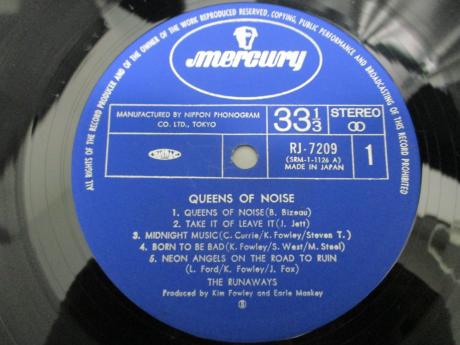 ALL RIGHTS OF THE RECORD PRODUCER AND OF THE OWNER OF THE WORK REPRODUCED RESERVED. COPYING, PUBLIC PERFORMANCE AND BROADCASTING OF THIS RECORD PROHIBITED
mercury
MANUFACTURED BY NIPPON PHONOGRAM
CO. LTD., TOKYO
33 1/3
STEREO
RJ-7209
(SRM-1-1126 A)
MADE IN JAPAN
1
QUEENS OF NOISE
1. QUEENS OF NOISE(B. Bizeau)
2. TAKE IT OF LEAVE IT(J. Jett)
3. MIDNIGHT MUSIC(C. Currie/K. Fowley/Steven T.)
4. BORN TO BE BAD(K. Fowley/S. West/M. Steel)
5. NEON ANGELS ON THE ROAD TO RUIN
(L. Ford/K. Fowley/J. Fox)
THE RUNAWAYS
Produced by Kim Fowley and Earle Mankey